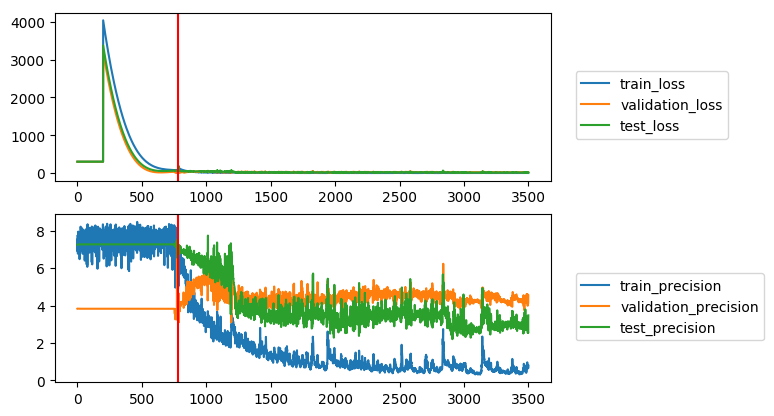 4000
3000
2000
1000
0
0 500 1000 1500 2000 2500 3000 3500
train_loss
validation_loss
test_loss
8
6
4
2
0
0 500 1000 1500 2000 2500 3000 3500
train_precision
validation_precision
test_precision